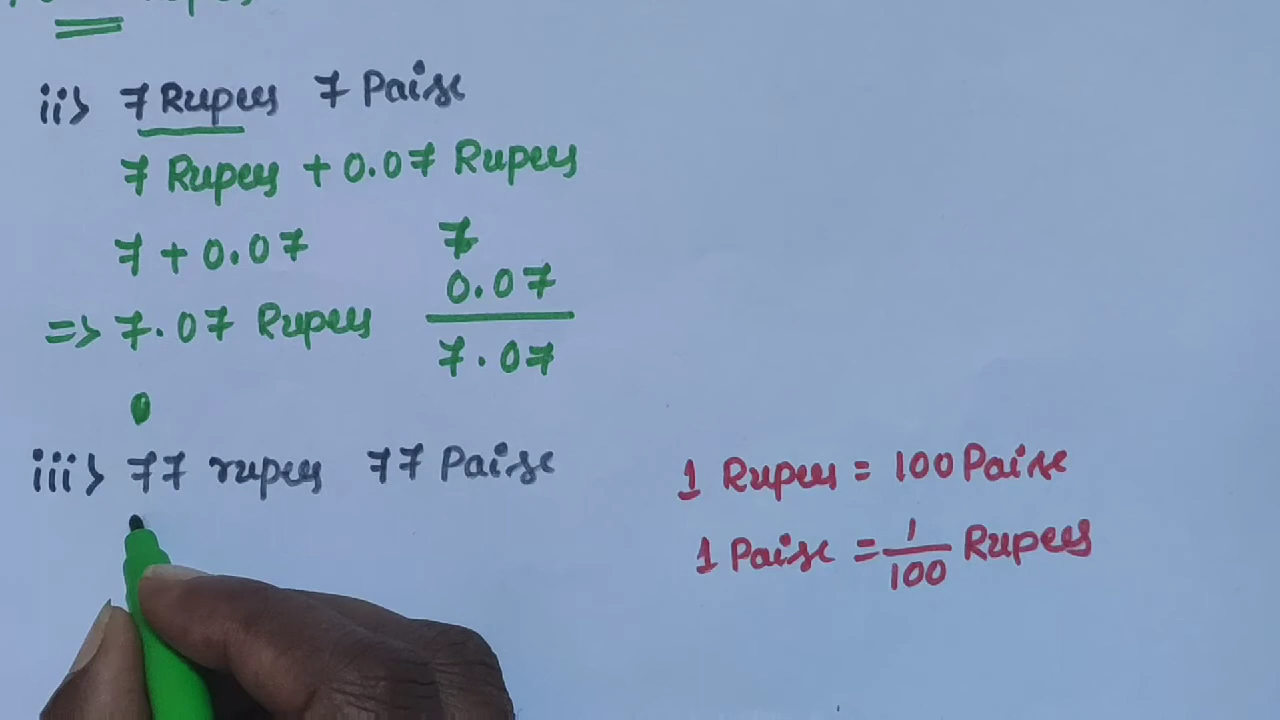 ii> 7 Rupees 7 Paise
7 Rupees + 0.07 Rupees
7 + 0.07
=> 7.07 Rupees
7
0.07
7.07
iii> 77 rupees 77 Paise
1 Rupees = 100 Paise
1 Paise = 1/100 Rupees